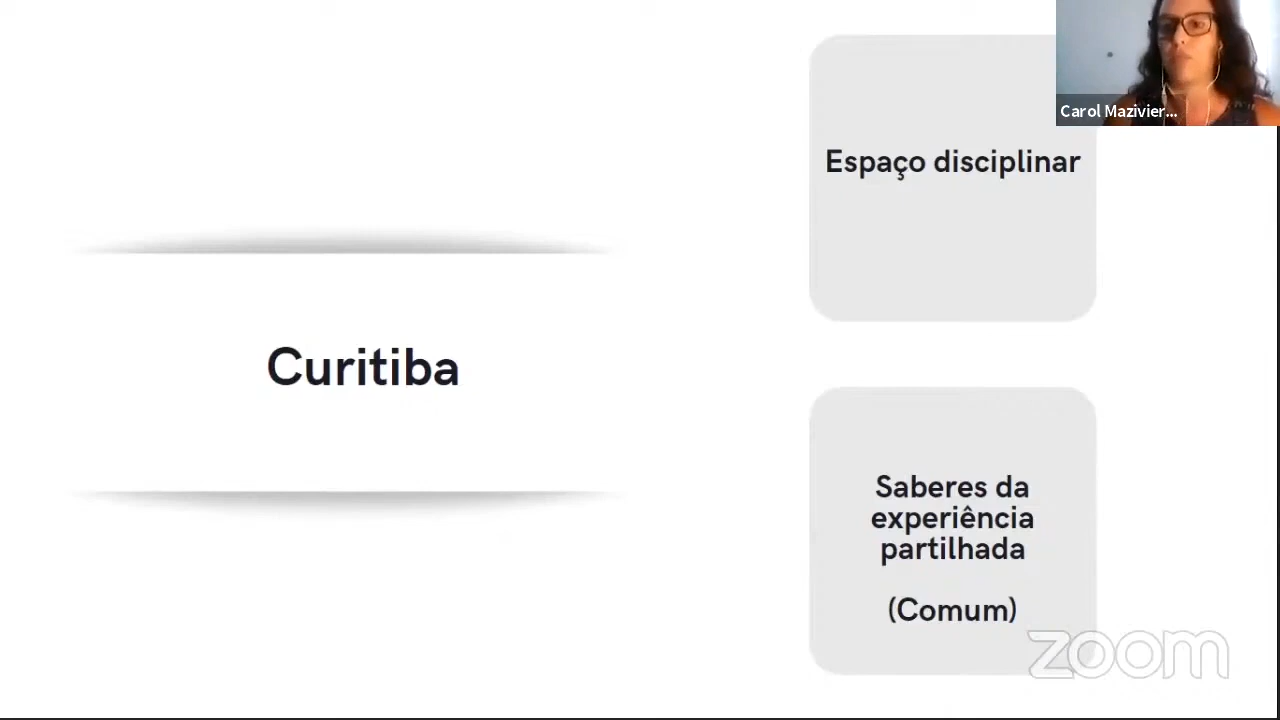 Carol Mazivier...
Espaço disciplinar
Curitiba
Saberes da
experiência
partilhada
(Comum)
zoom